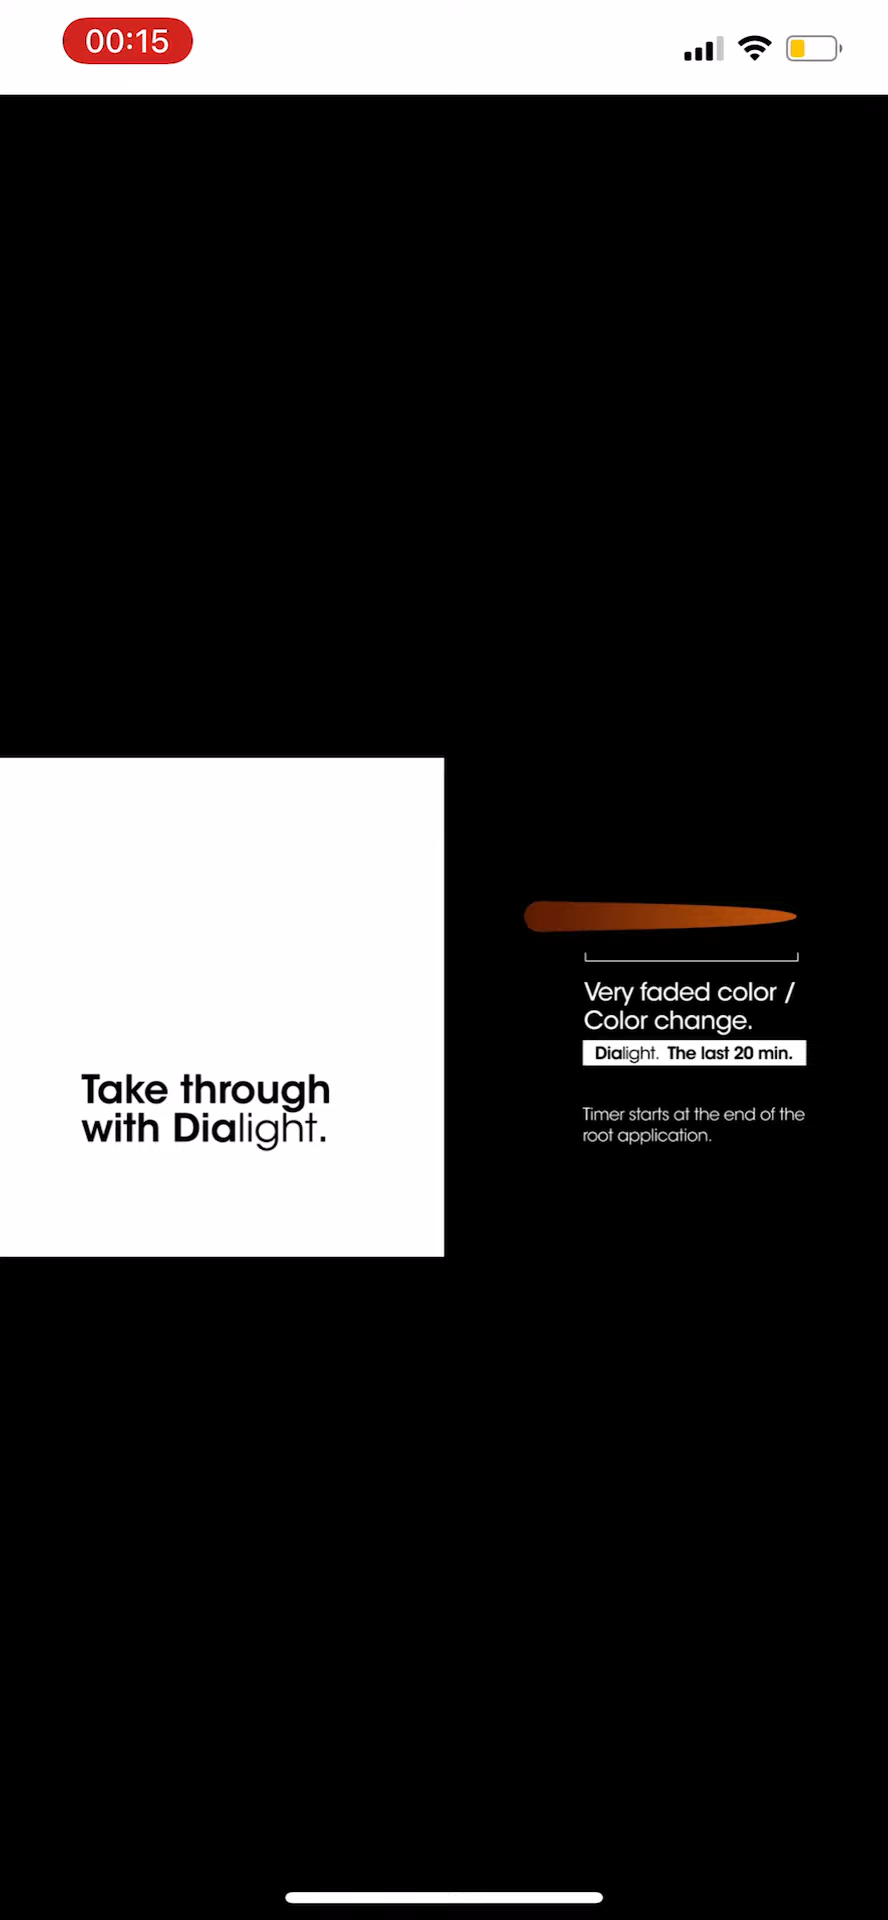 00:15
Take through
with Dialight.
Very faded color /
Color change.
Dialight. The last 20 min.
Timer starts at the end of the
root application.